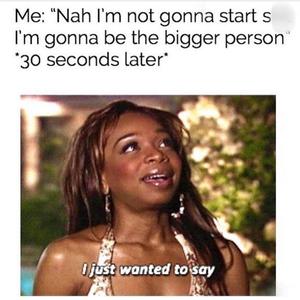 Me: "Nah I'm not gonna start s
I'm gonna be the bigger person"
*30 seconds later*
I just wanted to say